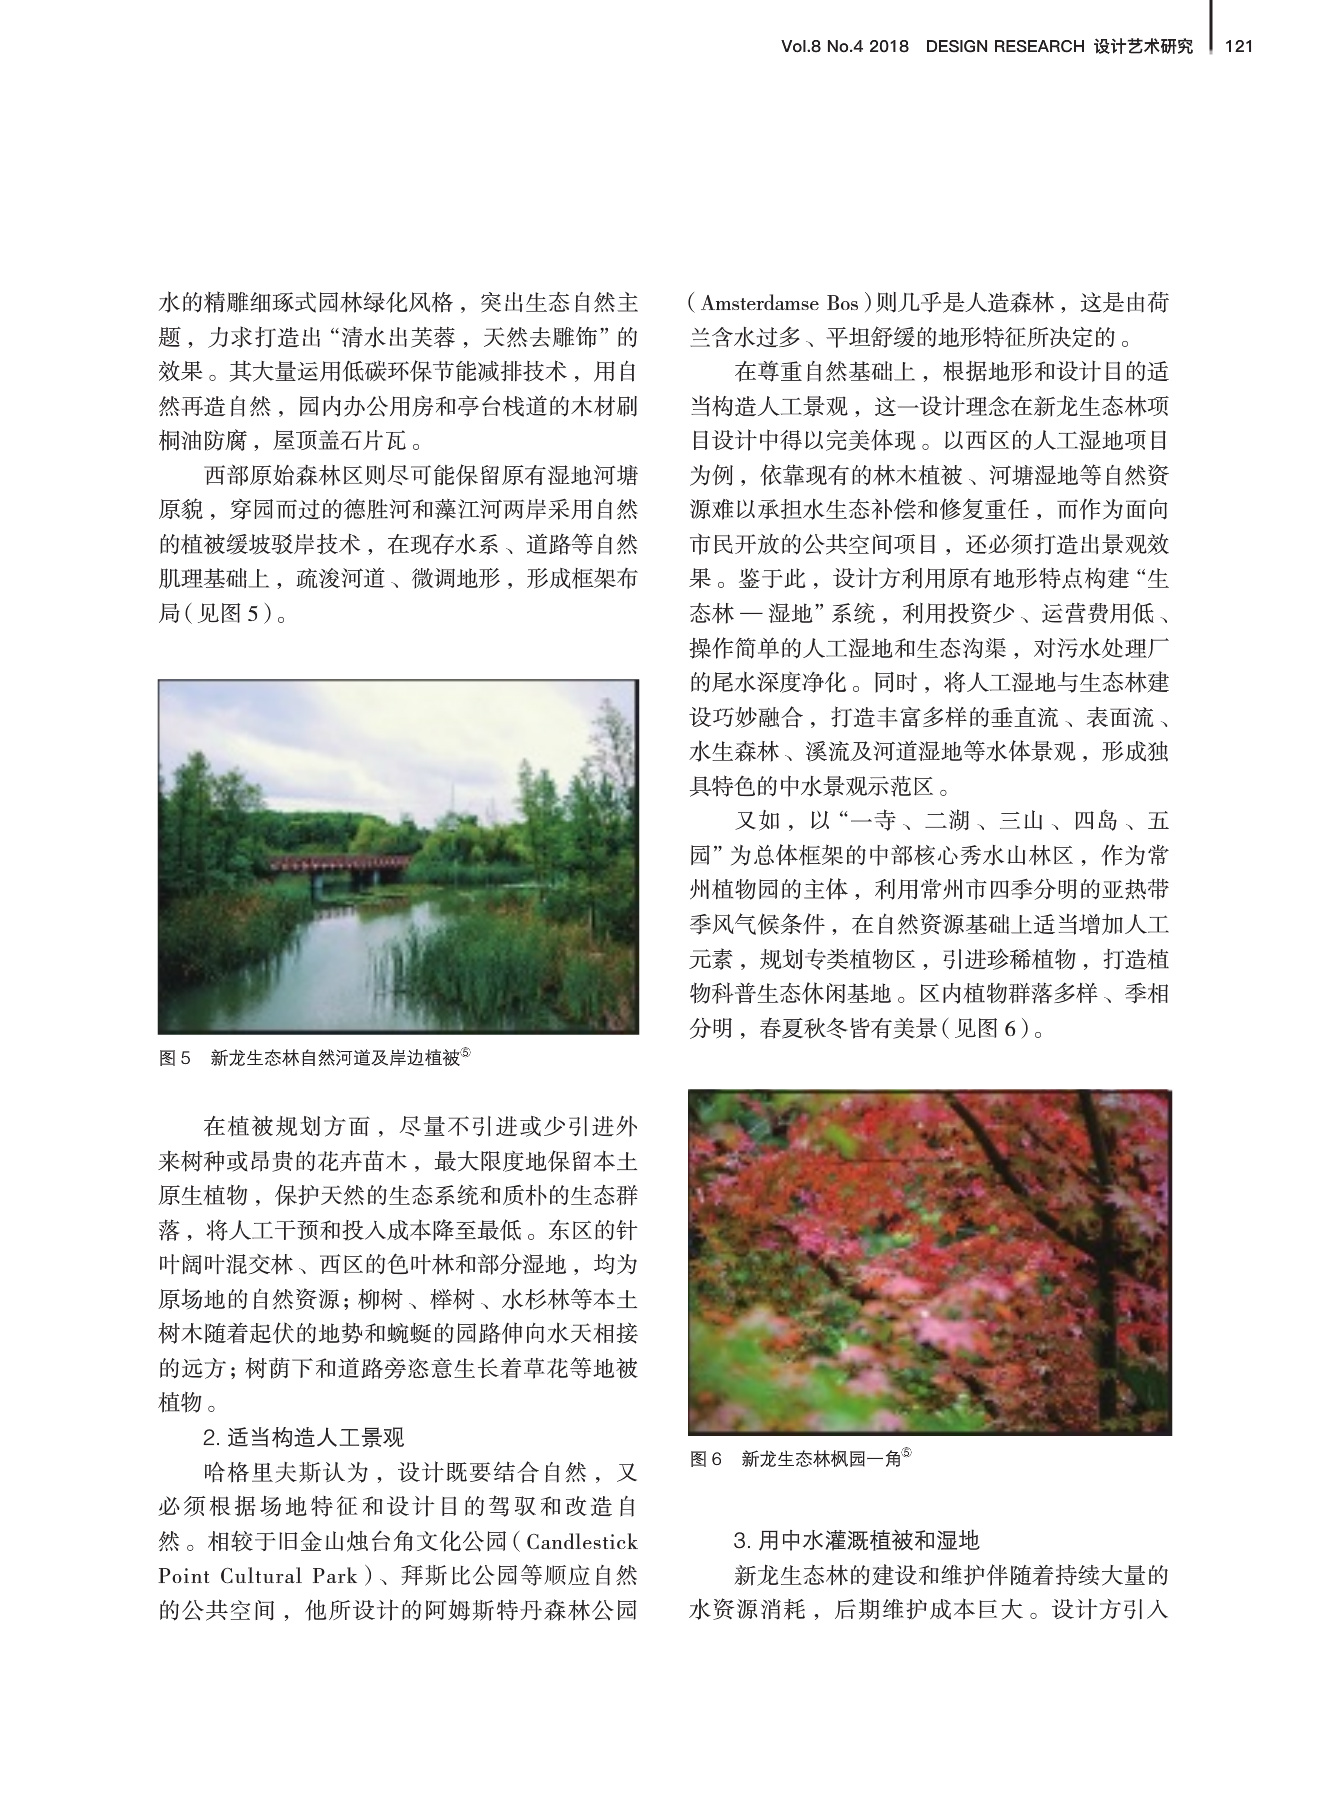 Vol.8 No.4 2018 DESIGN RESEARCH 设计艺术研究 121
水的精雕细琢式园林绿化风格，突出生态自然主
题，力求打造出“清水出芙蓉，天然去雕饰”的
效果。其大量运用低碳环保节能减排技术，用自
然再造自然，园内办公用房和亭台栈道的木材刷
桐油防腐，屋顶盖石片瓦。
西部原始森林区则尽可能保留原有湿地河塘
原貌，穿园而过的德胜河和藻江河两岸采用自然
的植被缓坡驳岸技术，在现存水系、道路等自然
肌理基础上，疏浚河道、微调地形，形成框架布
局（见图 5）。
图 5 新龙生态林自然河道及岸边植被⑤
在植被规划方面，尽量不引进或少引进外
来树种或昂贵的花卉苗木，最大限度地保留本土
原生植物，保护天然的生态系统和质朴的生态群
落，将人工干预和投入成本降至最低。东区的针
叶阔叶混交林、西区的色叶林和部分湿地，均为
原场地的自然资源；柳树、榉树、水杉林等本土
树木随着起伏的地势和蜿蜒的园路伸向水天相接
的远方；树荫下和道路旁恣意生长着草花等地被
植物。
2. 适当构造人工景观
哈格里夫斯认为，设计既要结合自然，又
必须根据场地特征和设计目的驾驭和改造自
然。相较于旧金山烛台角文化公园（Candlestick
Point Cultural Park）、拜斯比公园等顺应自然
的公共空间，他所设计的阿姆斯特丹森林公园
（Amsterdamse Bos）则几乎是人造森林，这是由荷
兰含水过多、平坦舒缓的地形特征所决定的。
在尊重自然基础上，根据地形和设计目的适
当构造人工景观，这一设计理念在新龙生态林项
目设计中得以完美体现。以西区的人工湿地项目
为例，依靠现有的林木植被、河塘湿地等自然资
源难以承担水生态补偿和修复重任，而作为面向
市民开放的公共空间项目，还必须打造出景观效
果。鉴于此，设计方利用原有地形特点构建“生
态林 — 湿地”系统，利用投资少、运营费用低、
操作简单的人工湿地和生态沟渠，对污水处理厂
的尾水深度净化。同时，将人工湿地与生态林建
设巧妙融合，打造丰富多样的垂直流、表面流、
水生森林、溪流及河道湿地等水体景观，形成独
具特色的中水景观示范区。
又如，以“一寺、二湖、三山、四岛、五
园”为总体框架的中部核心秀水山林区，作为常
州植物园的主体，利用常州市四季分明的亚热带
季风气候条件，在自然资源基础上适当增加人工
元素，规划专类植物区，引进珍稀植物，打造植
物科普生态休闲基地。区内植物群落多样、季相
分明，春夏秋冬皆有美景（见图 6）。
图 6 新龙生态林枫园一角⑤
3. 用中水灌溉植被和湿地
新龙生态林的建设和维护伴随着持续大量的
水资源消耗，后期维护成本巨大。设计方引入